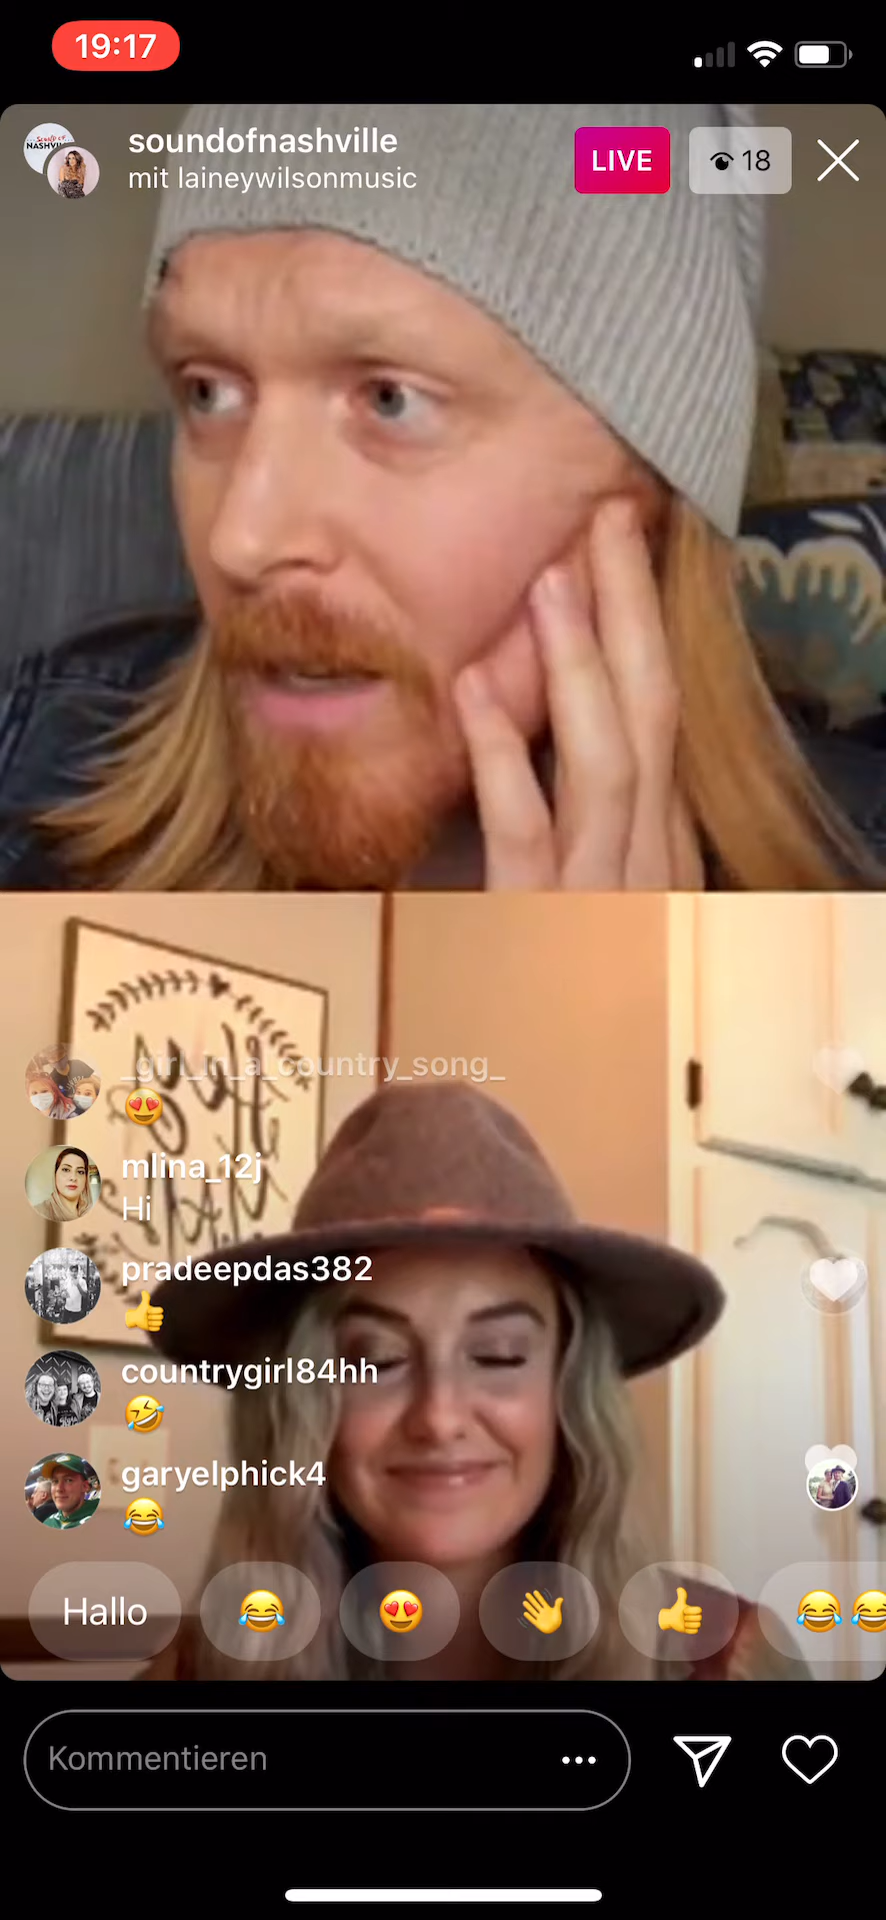 19:17
soundofnashville
mit laineywilsonmusic
LIVE
18
_girl_in_a_country_song_
😍
mlina_12j
Hi
pradeepdas382
👍
countrygirl84hh
🤣
garyelphick4
😂
Hallo 😂 😍 👋 👍 😂😂
Kommentieren